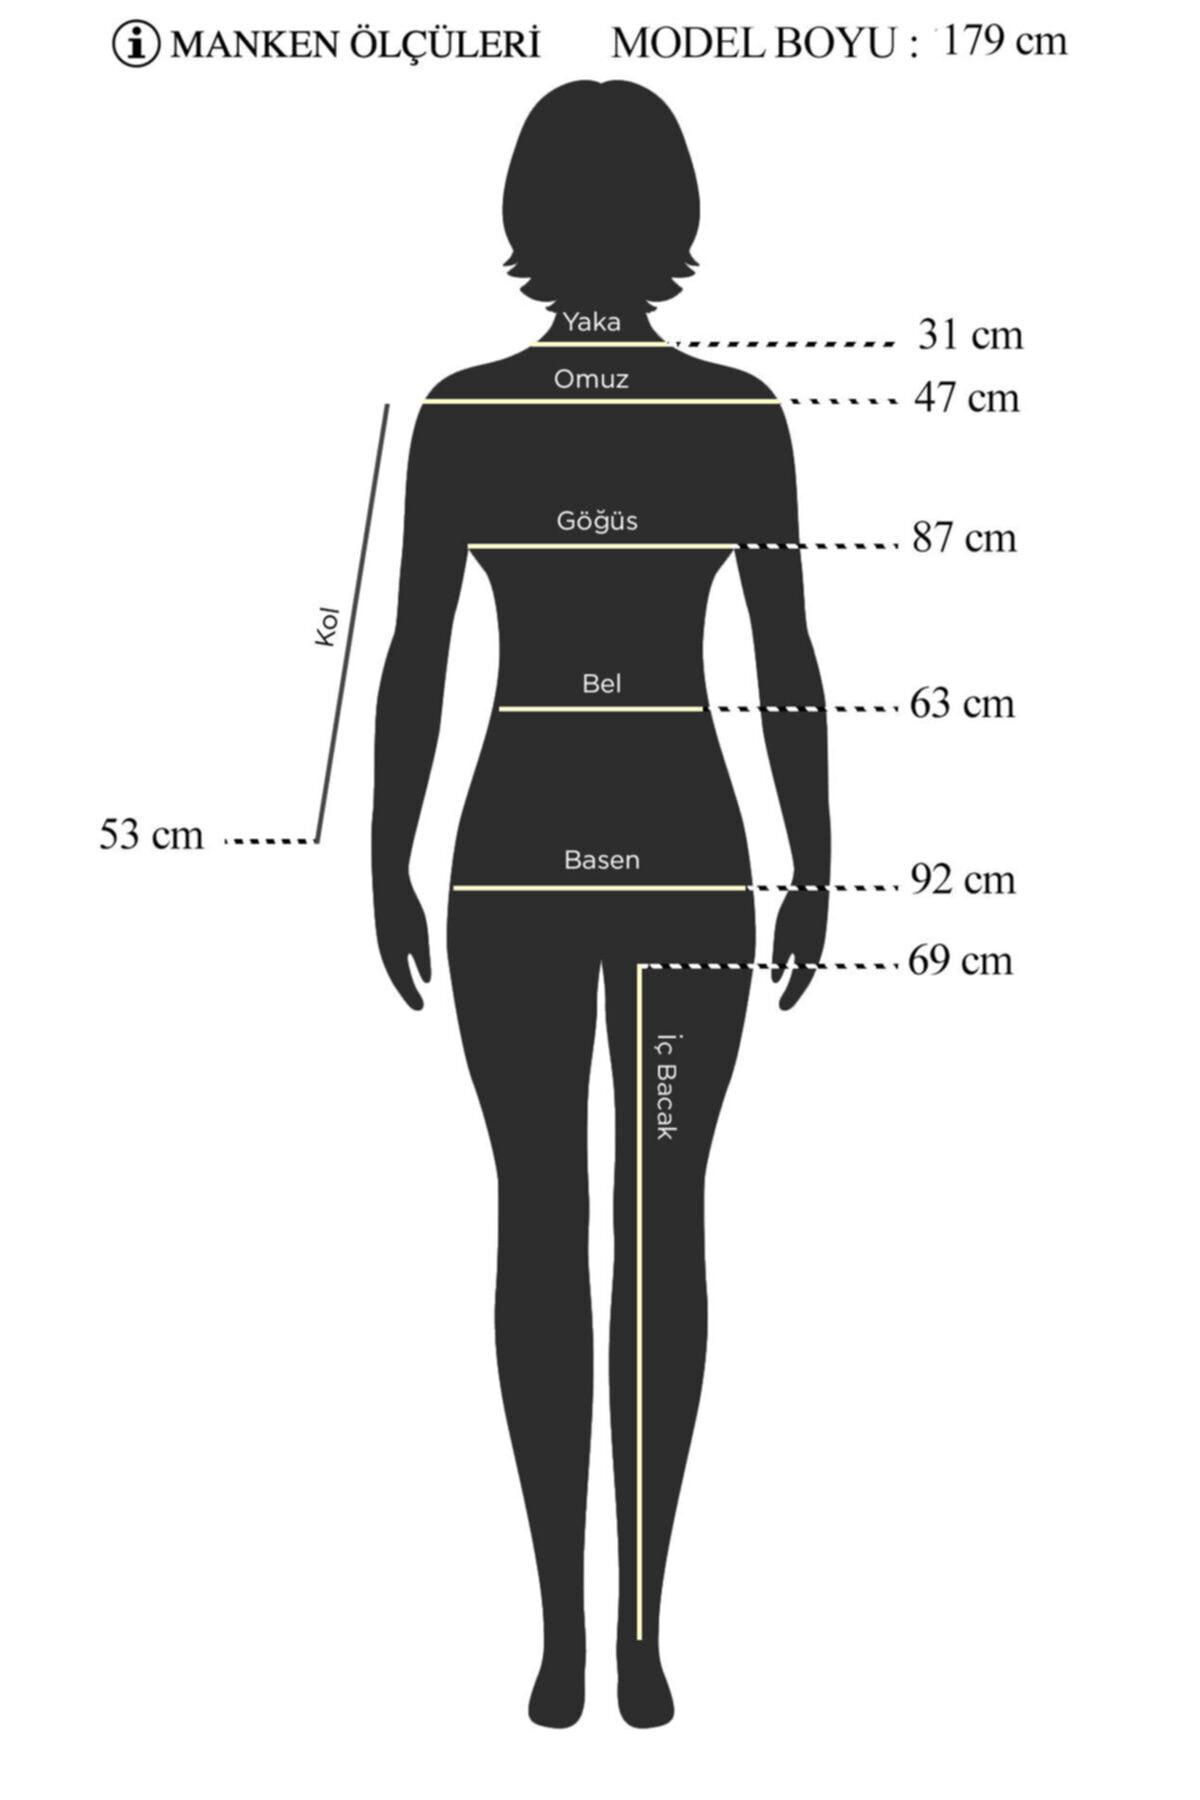 i MANKEN ÖLÇÜLERİ MODEL BOYU : 179 cm
Yaka 31 cm
Omuz 47 cm
Göğüs 87 cm
Kol
Bel 63 cm
53 cm
Basen 92 cm
69 cm
İç Bacak